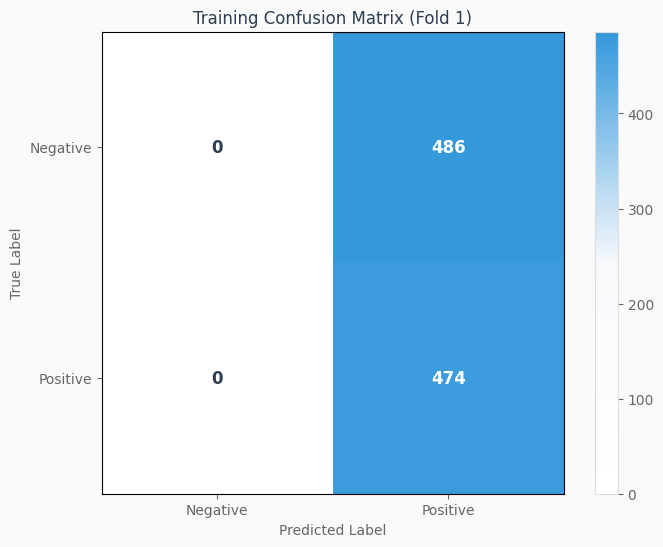 Training Confusion Matrix (Fold 1)
Negative
0
486
Positive
0
474
True Label
Negative
Positive
Predicted Label
400
300
200
100
0